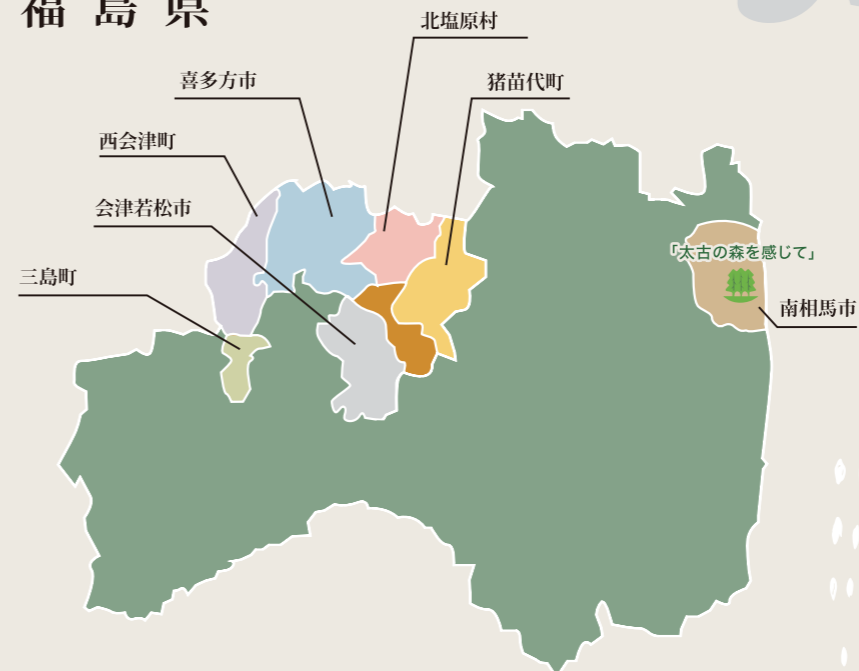 福島県
北塩原村
喜多方市
猪苗代町
西会津町
会津若松市
三島町
「太古の森を感じて」
南相馬市